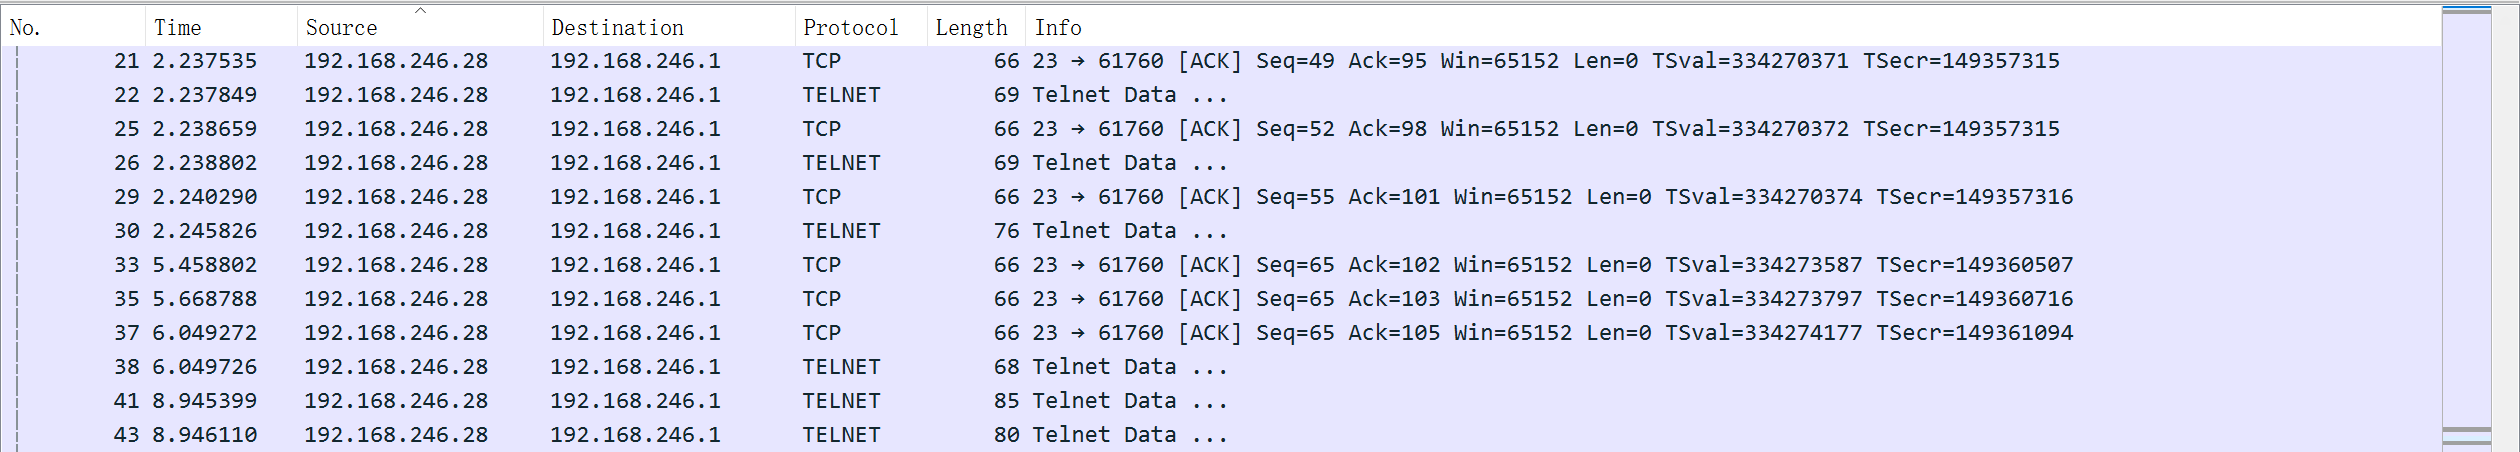 No. Time Source Destination Protocol Length Info
21 2.237535 192.168.246.28 192.168.246.1 TCP 66 23 → 61760 [ACK] Seq=49 Ack=95 Win=65152 Len=0 TSval=334270371 TSecr=149357315
22 2.237849 192.168.246.28 192.168.246.1 TELNET 69 Telnet Data ...
25 2.238659 192.168.246.28 192.168.246.1 TCP 66 23 → 61760 [ACK] Seq=52 Ack=98 Win=65152 Len=0 TSval=334270372 TSecr=149357315
26 2.238802 192.168.246.28 192.168.246.1 TELNET 69 Telnet Data ...
29 2.240290 192.168.246.28 192.168.246.1 TCP 66 23 → 61760 [ACK] Seq=55 Ack=101 Win=65152 Len=0 TSval=334270374 TSecr=149357316
30 2.245826 192.168.246.28 192.168.246.1 TELNET 76 Telnet Data ...
33 5.458802 192.168.246.28 192.168.246.1 TCP 66 23 → 61760 [ACK] Seq=65 Ack=102 Win=65152 Len=0 TSval=334273587 TSecr=149360507
35 5.668788 192.168.246.28 192.168.246.1 TCP 66 23 → 61760 [ACK] Seq=65 Ack=103 Win=65152 Len=0 TSval=334273797 TSecr=149360716
37 6.049272 192.168.246.28 192.168.246.1 TCP 66 23 → 61760 [ACK] Seq=65 Ack=105 Win=65152 Len=0 TSval=334274177 TSecr=149361094
38 6.049726 192.168.246.28 192.168.246.1 TELNET 68 Telnet Data ...
41 8.945399 192.168.246.28 192.168.246.1 TELNET 85 Telnet Data ...
43 8.946110 192.168.246.28 192.168.246.1 TELNET 80 Telnet Data ...